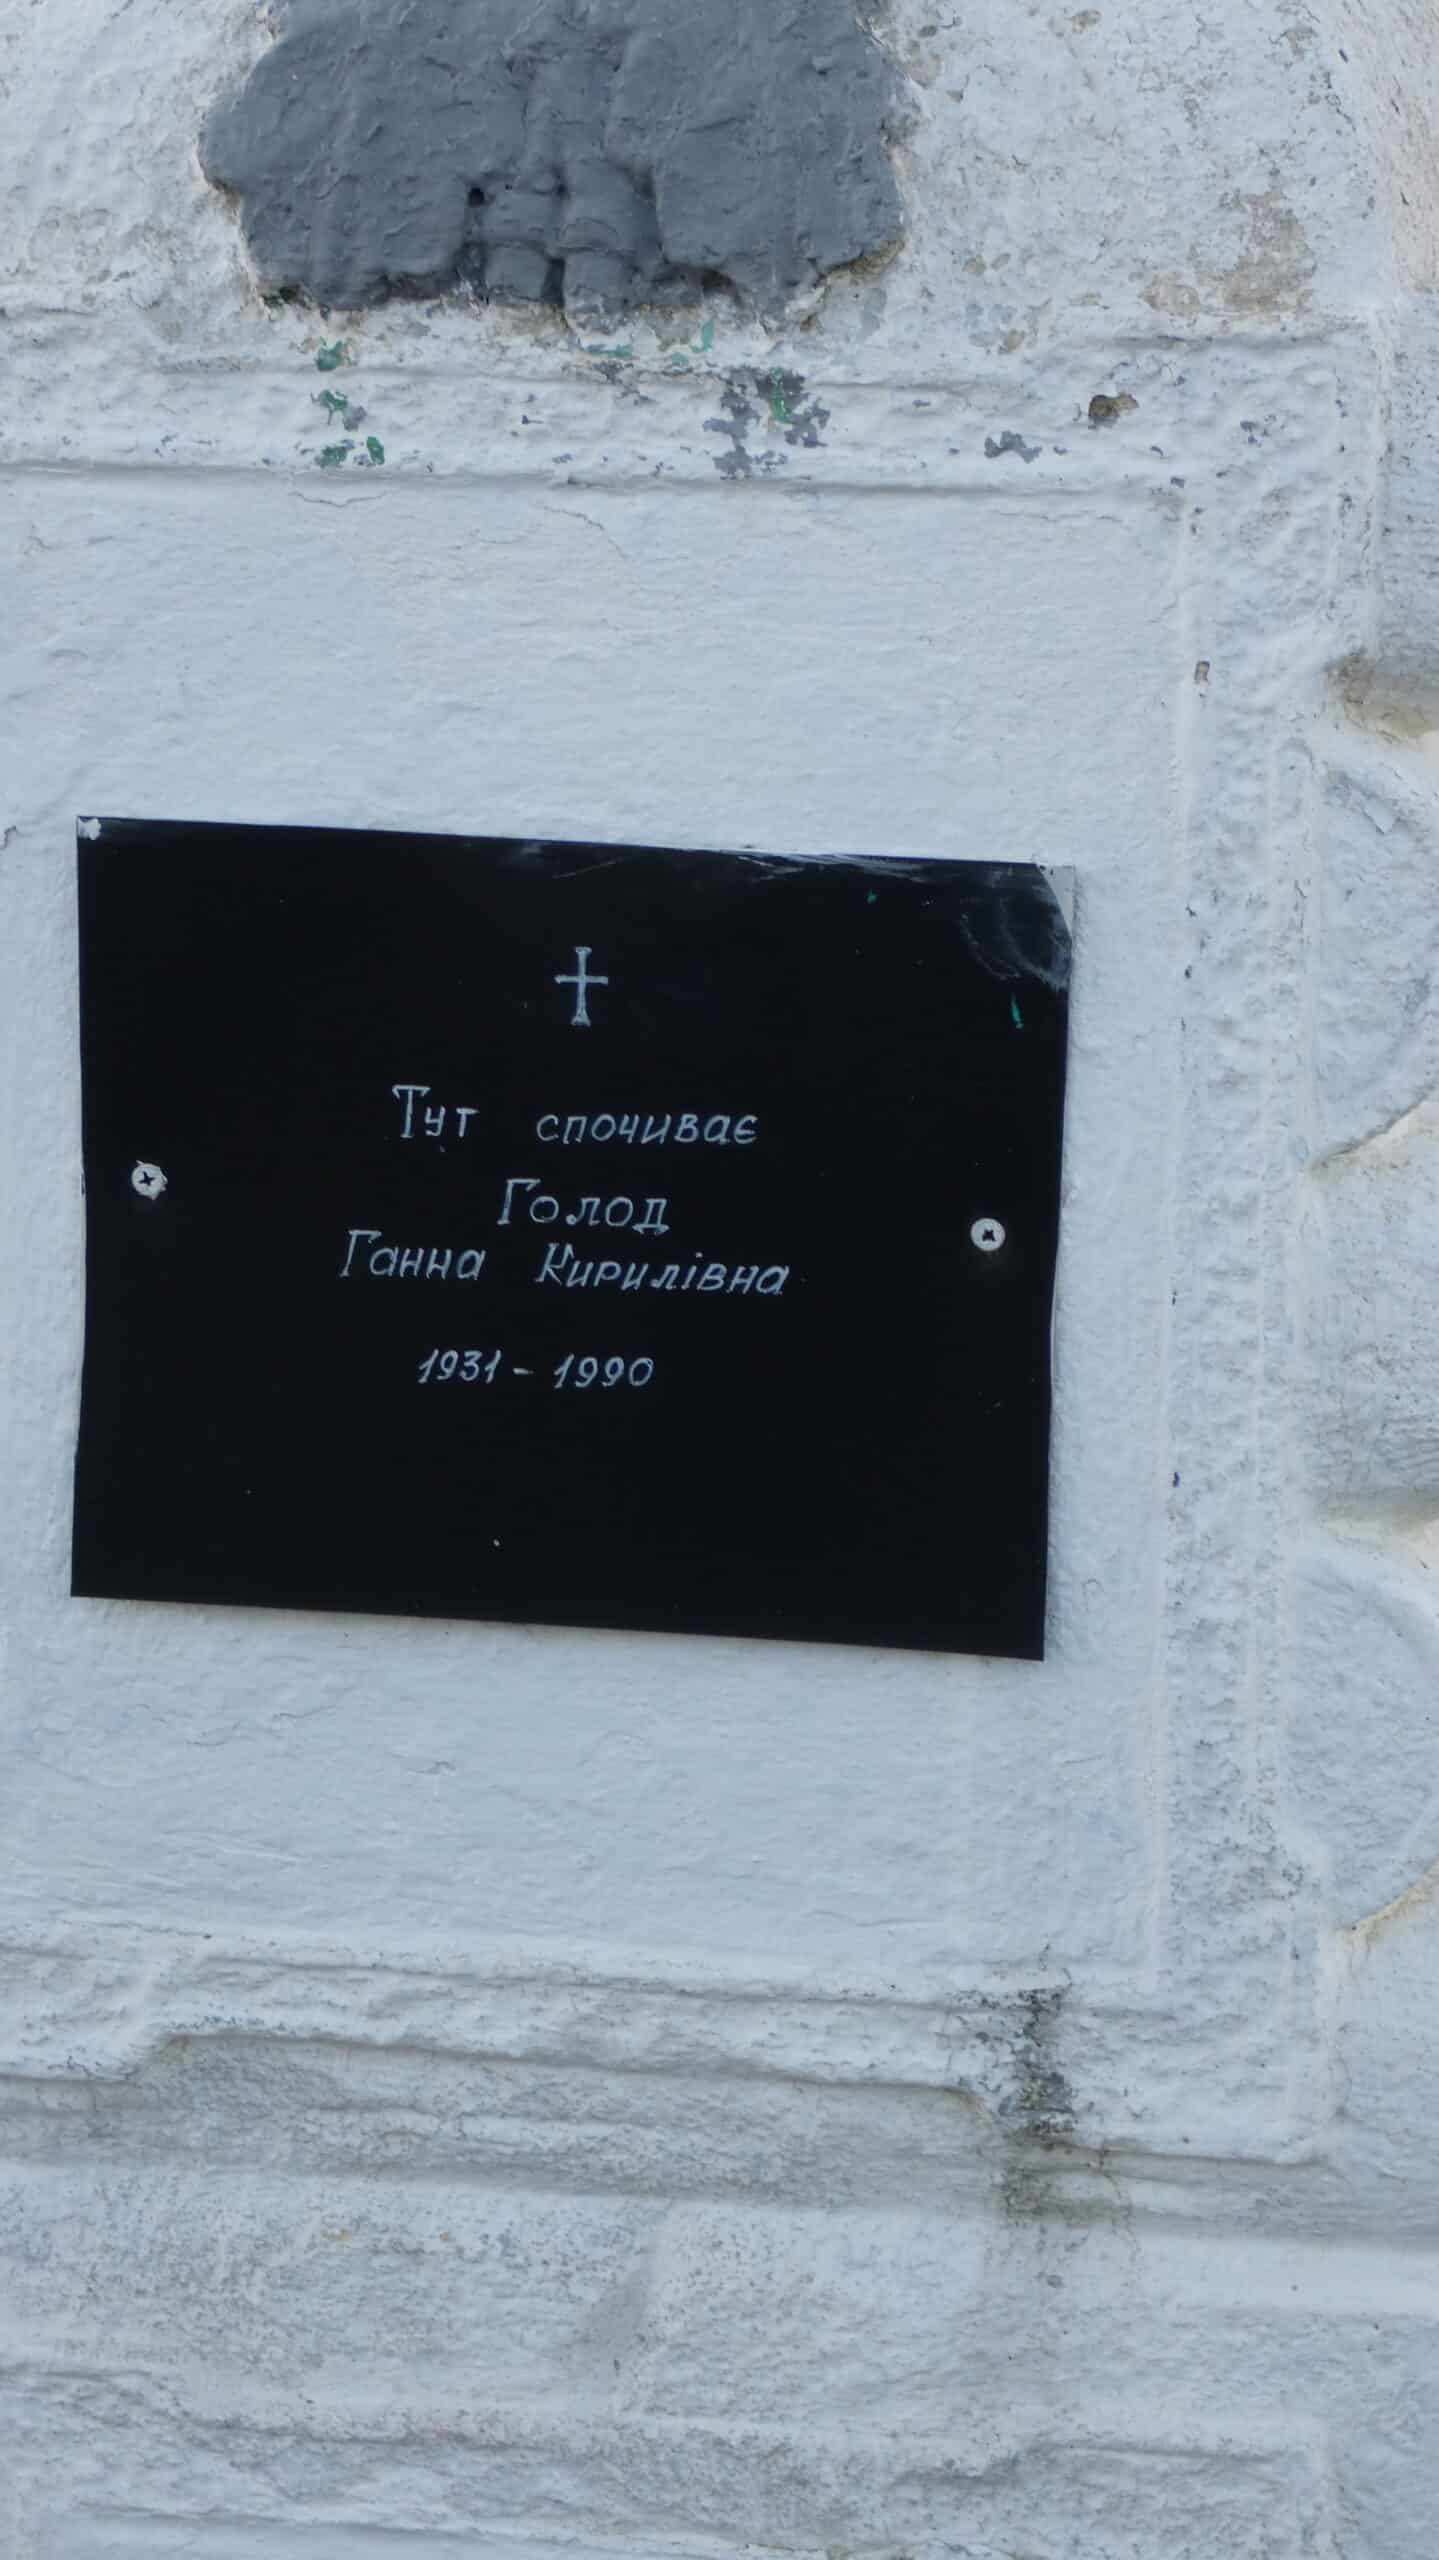 Тут спочиває
Голод
Ганна Кирилівна
1931 - 1990